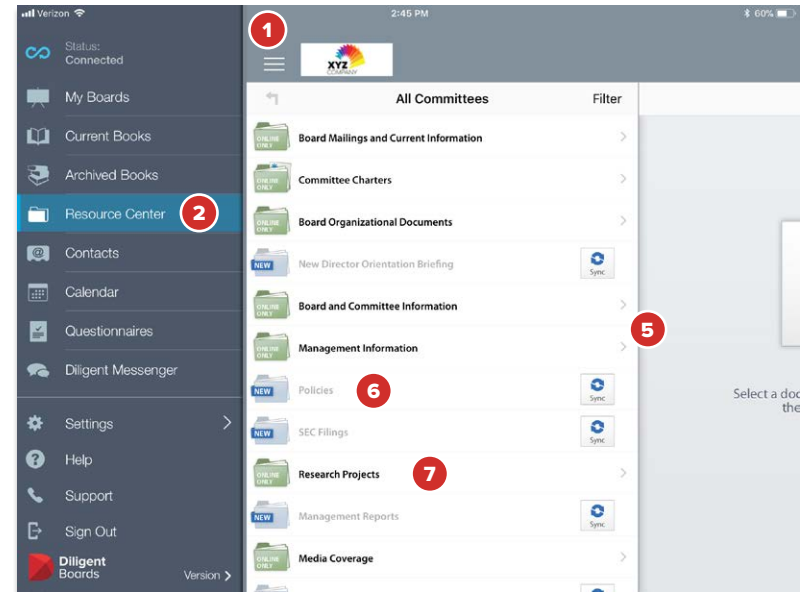 Verizon
2:45 PM
60%
1
Status:
Connected
XYZ
COMPANY
My Boards
Current Books
Archived Books
Resource Center
2
Contacts
Calendar
Questionnaires
Diligent Messenger
Settings
Help
Support
Sign Out
Diligent
Boards
Version
All Committees
Filter
ONLINE ONLY
Board Mailings and Current Information
ONLINE ONLY
Committee Charters
ONLINE ONLY
Board Organizational Documents
NEW
New Director Orientation Briefing
Sync
ONLINE ONLY
Board and Committee Information
5
ONLINE ONLY
Management Information
NEW
Policies
6
Sync
NEW
SEC Filings
Sync
ONLINE ONLY
Research Projects
7
NEW
Management Reports
Sync
ONLINE ONLY
Media Coverage
Select a doc
the